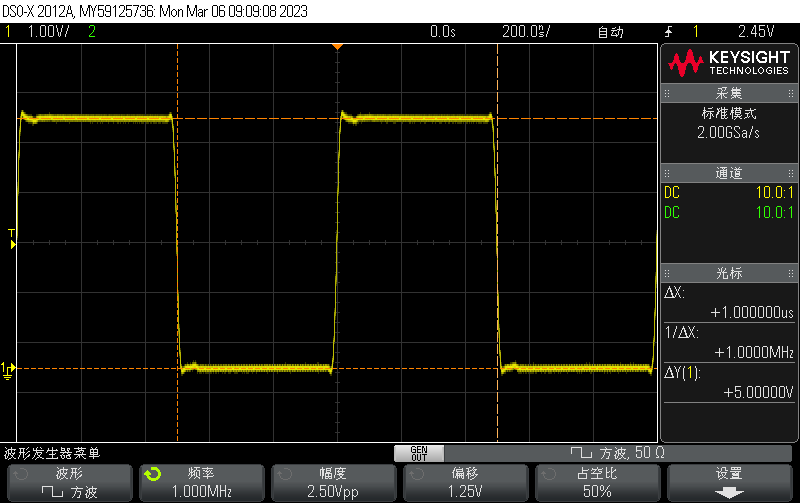 DSO-X 2012A, MY59125736: Mon Mar 06 09:09:08 2023
1 1.00V/ 2 0.0s 200.0ns/ 自动 1 2.45V
KEYSIGHT
TECHNOLOGIES
采集
标准模式
2.00GSa/s
通道
DC 10.0:1
DC 10.0:1
光标
ΔX:
+1.000000us
1/ΔX:
+1.0000MHz
ΔY(1):
+5.00000V
T
1
波形发生器菜单
GEN
OUT
方波, 50 Ω
波形
方波
频率
1.000MHz
幅度
2.50Vpp
偏移
1.25V
占空比
50%
设置